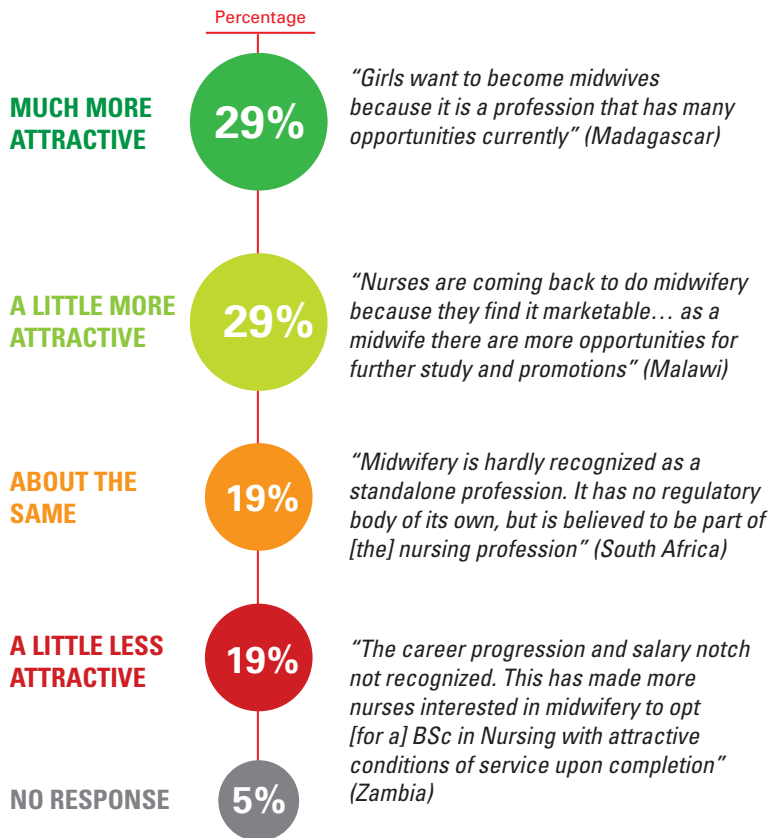 Percentage
MUCH MORE
ATTRACTIVE
29%
“Girls want to become midwives
because it is a profession that has many
opportunities currently” (Madagascar)
A LITTLE MORE
ATTRACTIVE
29%
“Nurses are coming back to do midwifery
because they find it marketable… as a
midwife there are more opportunities for
further study and promotions” (Malawi)
ABOUT THE
SAME
19%
“Midwifery is hardly recognized as a
standalone profession. It has no regulatory
body of its own, but is believed to be part of
[the] nursing profession” (South Africa)
A LITTLE LESS
ATTRACTIVE
19%
“The career progression and salary notch
not recognized. This has made more
nurses interested in midwifery to opt
[for a] BSc in Nursing with attractive
conditions of service upon completion”
(Zambia)
NO RESPONSE
5%